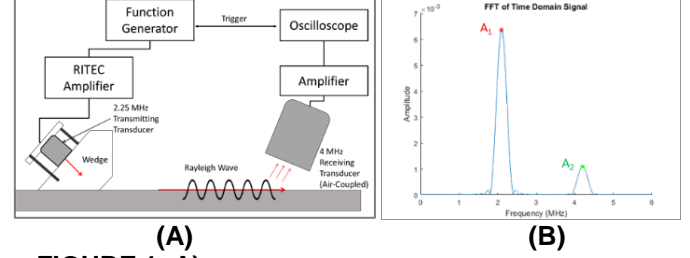 Function
Generator
Trigger
Oscilloscope
RITEC
Amplifier
Amplifier
2.25 MHz
Transmitting
Transducer
Wedge
Rayleigh Wave
4 MHz
Receiving
Transducer
(Air-Coupled)
(A)
FFT of Time Domain Signal
7 ×10⁻³
6
5
4
3
2
1
0
Amplitude
A₁
A₂
0 1 2 3 4 5 6
Frequency (MHz)
(B)